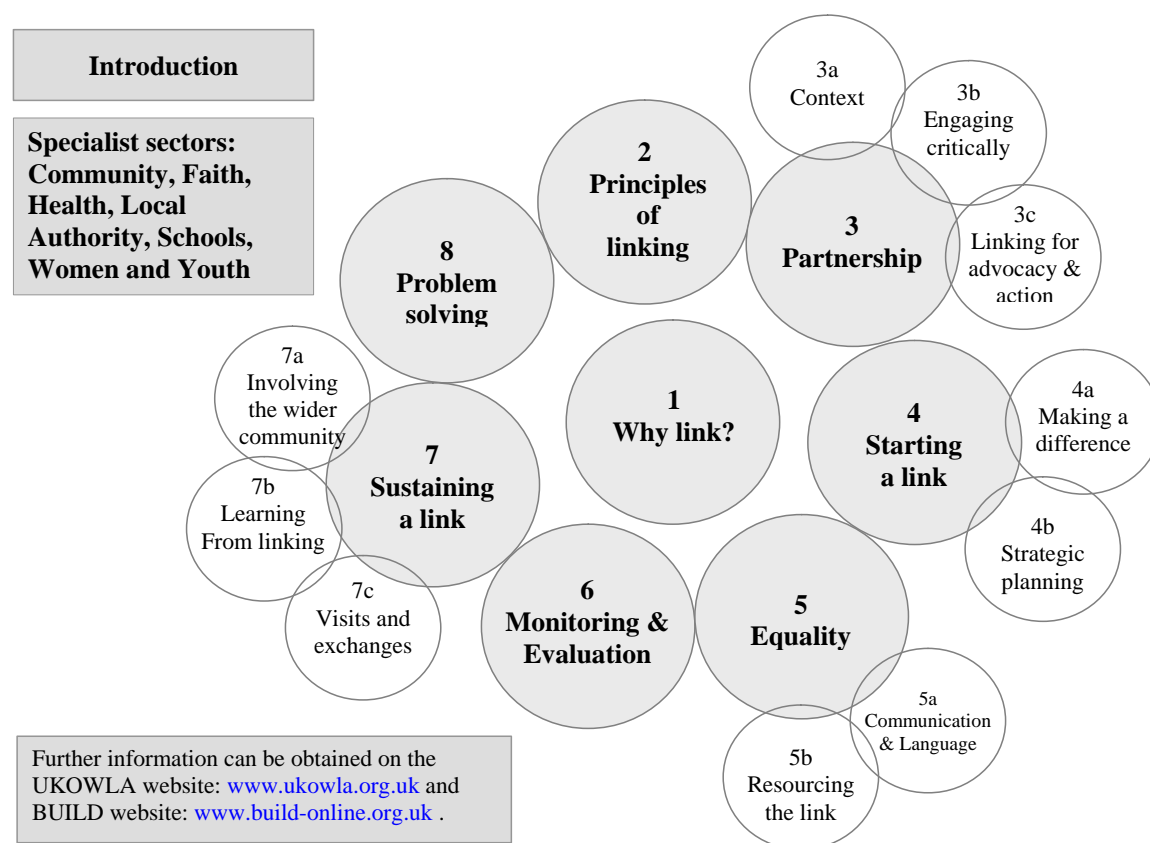 Introduction
Specialist sectors:
Community, Faith,
Health, Local
Authority, Schools,
Women and Youth
1
Why link?
2
Principles
of
linking
3
Partnership
3a
Context
3b
Engaging
critically
3c
Linking for
advocacy &
action
4
Starting
a link
4a
Making a
difference
4b
Strategic
planning
5
Equality
5a
Communication
& Language
5b
Resourcing
the link
6
Monitoring &
Evaluation
7
Sustaining
a link
7a
Involving
the wider
community
7b
Learning
From linking
7c
Visits and
exchanges
8
Problem
solving
Further information can be obtained on the
UKOWLA website: www.ukowla.org.uk and
BUILD website: www.build-online.org.uk .